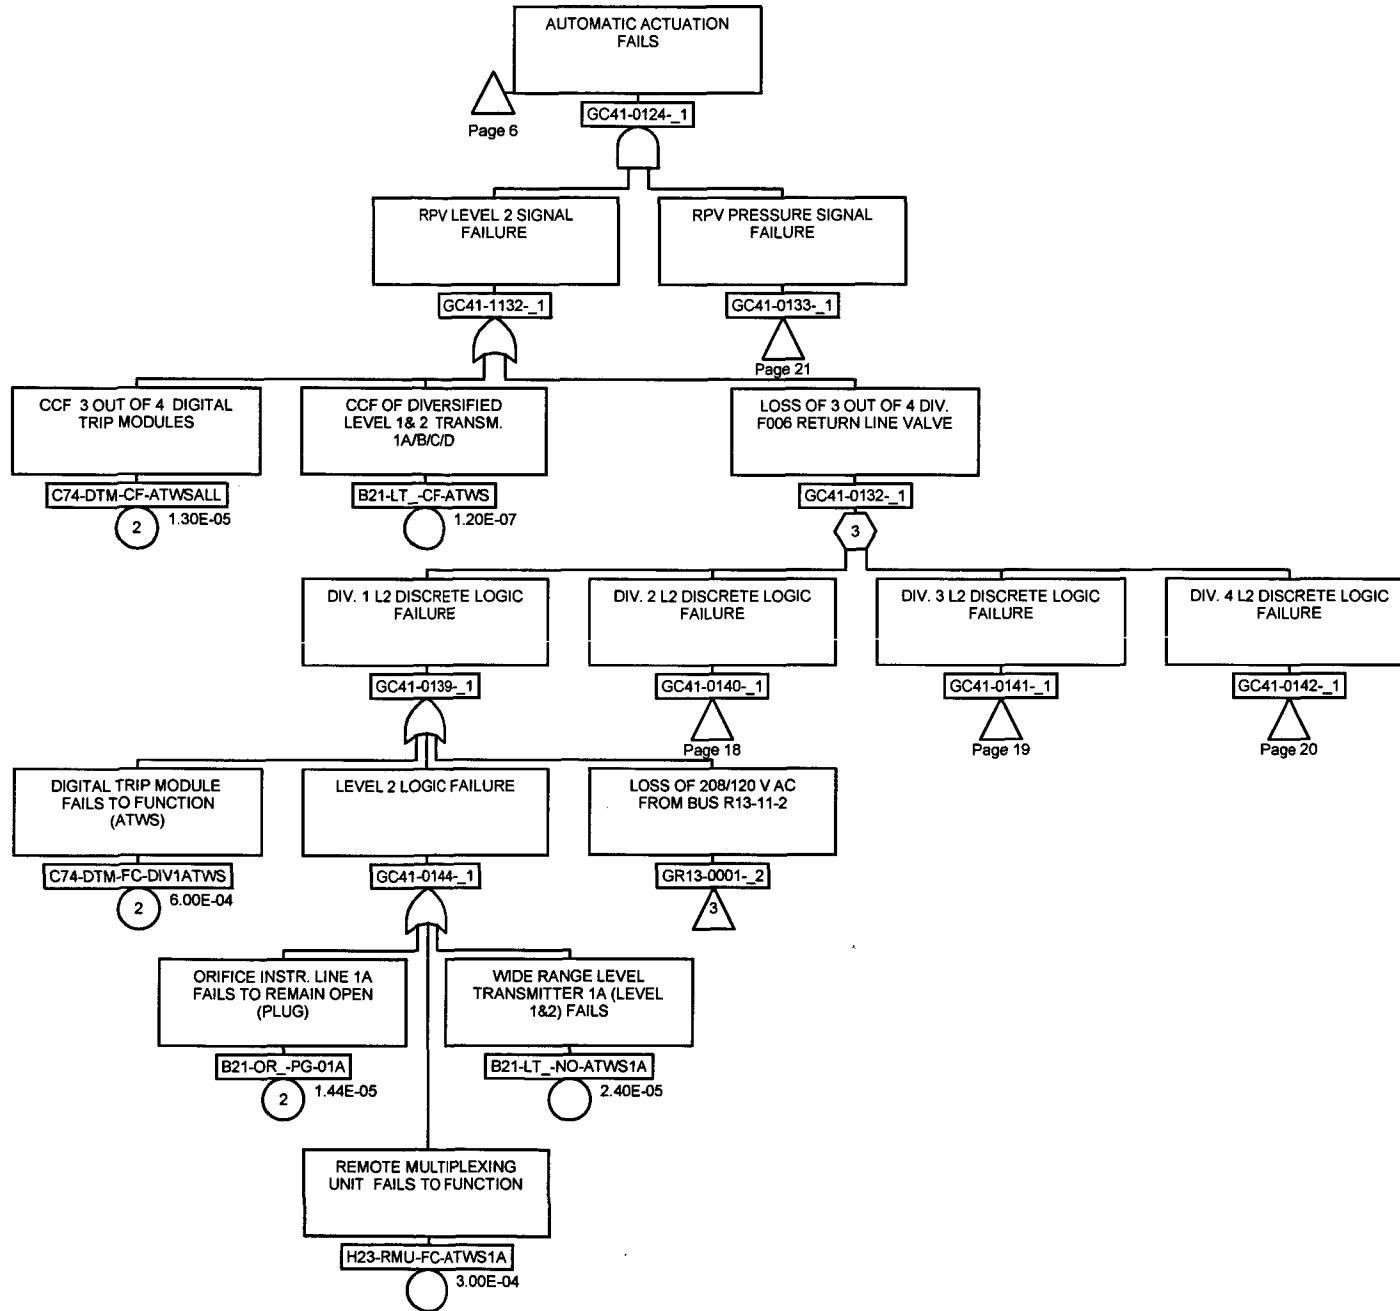 AUTOMATIC ACTUATION
FAILS
Page 6
GC41-0124-_1
RPV LEVEL 2 SIGNAL
FAILURE
GC41-1132-_1
RPV PRESSURE SIGNAL
FAILURE
GC41-0133-_1
Page 21
CCF 3 OUT OF 4 DIGITAL
TRIP MODULES
C74-DTM-CF-ATWSALL
2
1.30E-05
CCF OF DIVERSIFIED
LEVEL 1& 2 TRANSM.
1A/B/C/D
B21-LT_-CF-ATWS
1.20E-07
LOSS OF 3 OUT OF 4 DIV.
F006 RETURN LINE VALVE
GC41-0132-_1
3
DIV. 1 L2 DISCRETE LOGIC
FAILURE
GC41-0139-_1
DIV. 2 L2 DISCRETE LOGIC
FAILURE
GC41-0140-_1
Page 18
DIV. 3 L2 DISCRETE LOGIC
FAILURE
GC41-0141-_1
Page 19
DIV. 4 L2 DISCRETE LOGIC
FAILURE
GC41-0142-_1
Page 20
DIGITAL TRIP MODULE
FAILS TO FUNCTION
(ATWS)
C74-DTM-FC-DIV1ATWS
2
6.00E-04
LEVEL 2 LOGIC FAILURE
GC41-0144-_1
LOSS OF 208/120 V AC
FROM BUS R13-11-2
GR13-0001-_2
3
ORIFICE INSTR. LINE 1A
FAILS TO REMAIN OPEN
(PLUG)
B21-OR_-PG-01A
2
1.44E-05
WIDE RANGE LEVEL
TRANSMITTER 1A (LEVEL
1&2) FAILS
B21-LT_-NO-ATWS1A
2.40E-05
REMOTE MULTIPLEXING
UNIT FAILS TO FUNCTION
H23-RMU-FC-ATWS1A
3.00E-04